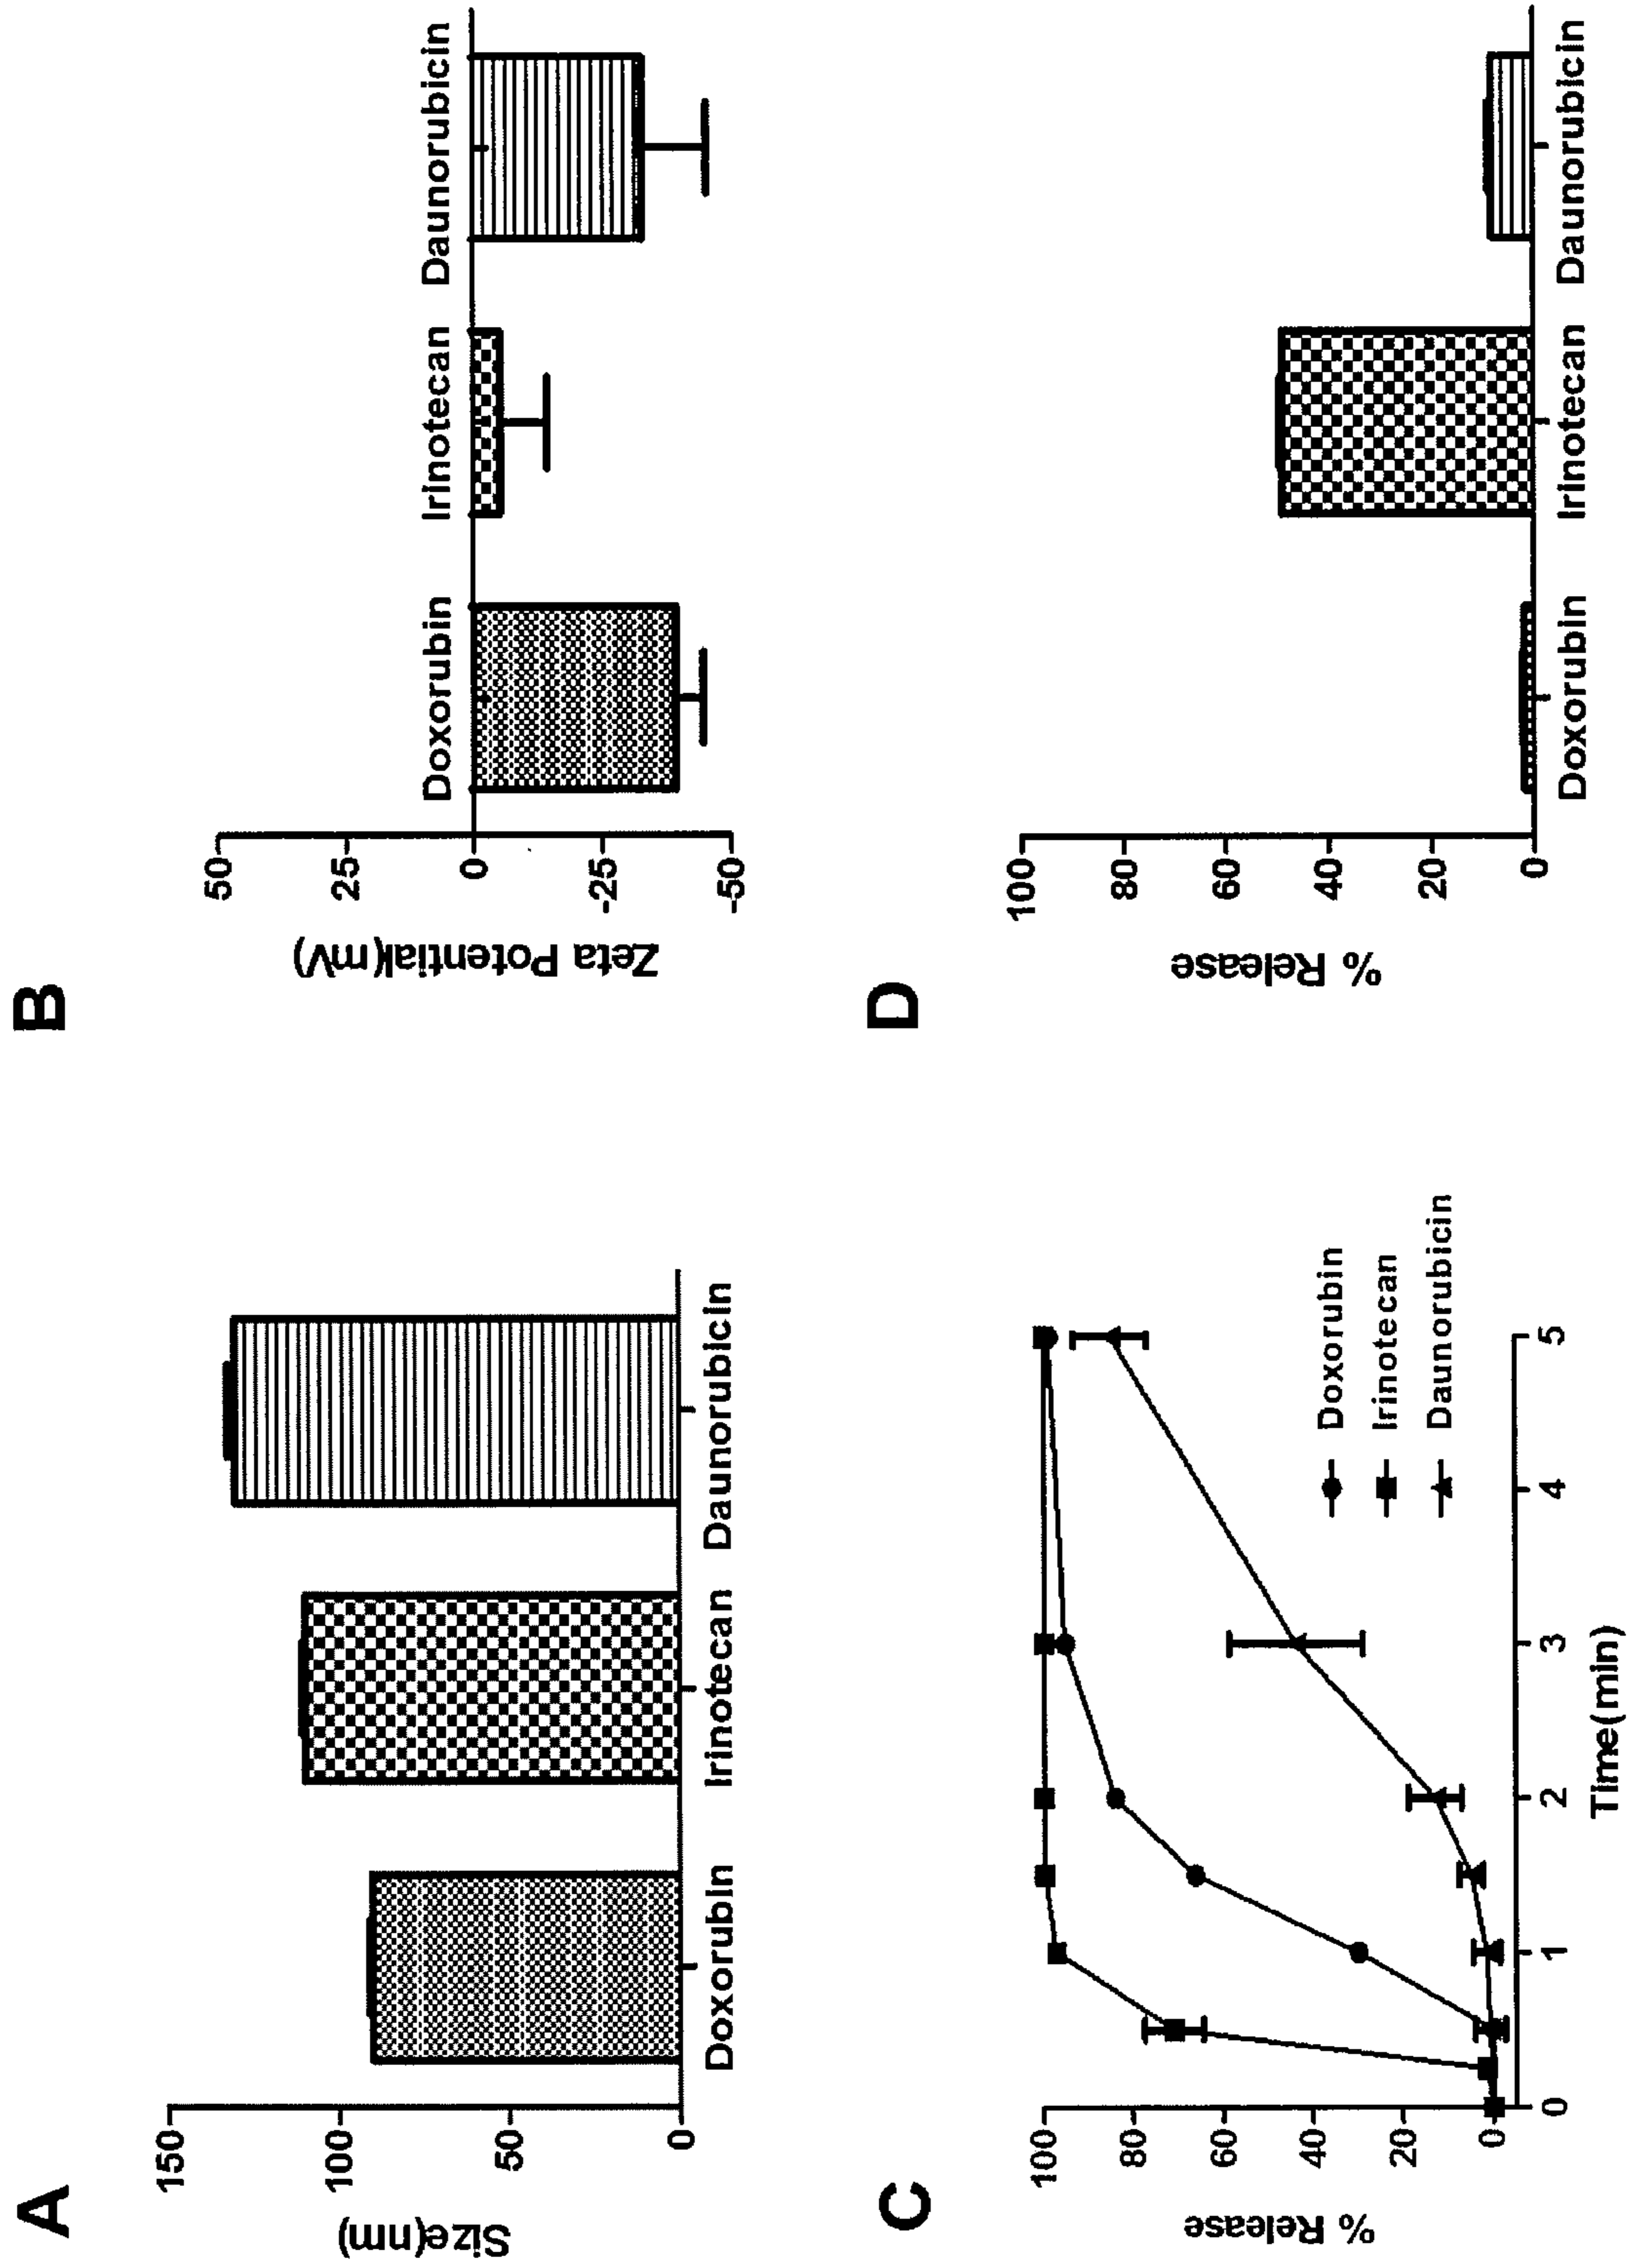 A
Size(nm)
150
100
50
0
Doxorubin
Irinotecan
Daunorubicin
B
Zeta Potential(mV)
50
25
0
-25
-50
Doxorubin
Irinotecan
Daunorubicin
C
% Release
100
80
60
40
20
0
0
1
2
3
4
5
Time(min)
Doxorubin
Irinotecan
Daunorubicin
D
% Release
100
80
60
40
20
0
Doxorubin
Irinotecan
Daunorubicin